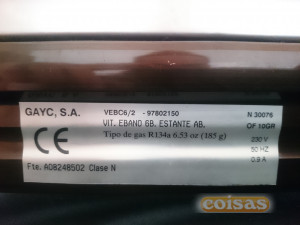 GAYC, S.A.
VEBC6/2 - 97802150
N 30076
VIT. EBANO 6B. ESTANTE AB.
OF 10GR
Tipo de gas R134a 6.53 oz (185 g)
230 V
50 HZ
0.9 A
CE
Fte. A08248502 Clase N
coisas